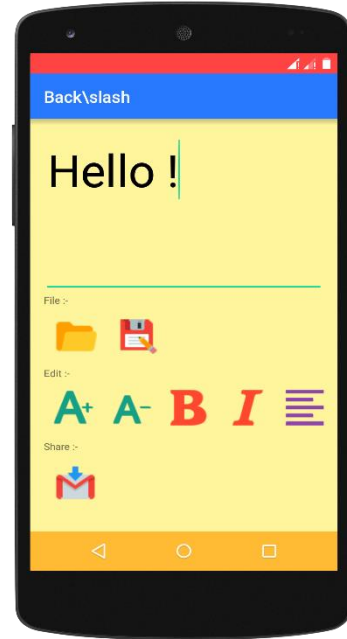 Back\slash
Hello !
File :-
Edit :-
A+ A- B I
Share :-